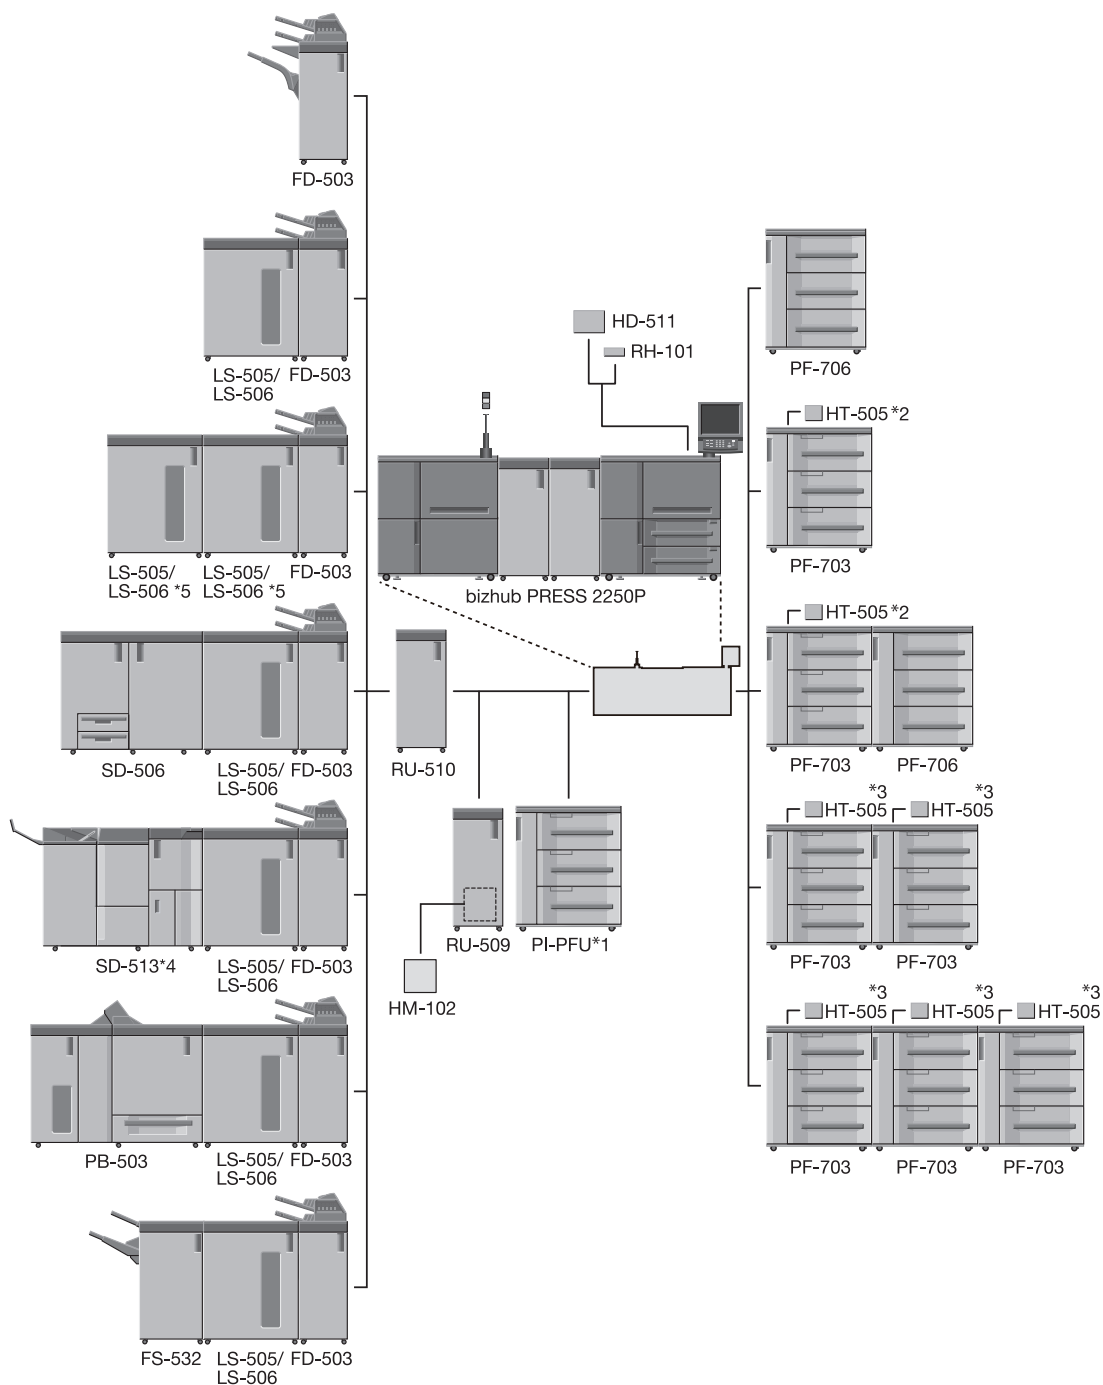 FD-503
LS-505/ FD-503
LS-506
LS-505/ LS-505/ FD-503
LS-506 *5 LS-506 *5
SD-506 LS-505/ FD-503
LS-506
SD-513*4 LS-505/ FD-503
LS-506
PB-503 LS-505/ FD-503
LS-506
FS-532 LS-505/ FD-503
LS-506
HD-511
RH-101
bizhub PRESS 2250P
RU-510
RU-509 PI-PFU*1
HM-102
PF-706
HT-505 *2
PF-703
HT-505 *2
PF-703 PF-706
*3 *3
HT-505 HT-505
PF-703 PF-703
*3 *3 *3
HT-505 HT-505 HT-505
PF-703 PF-703 PF-703